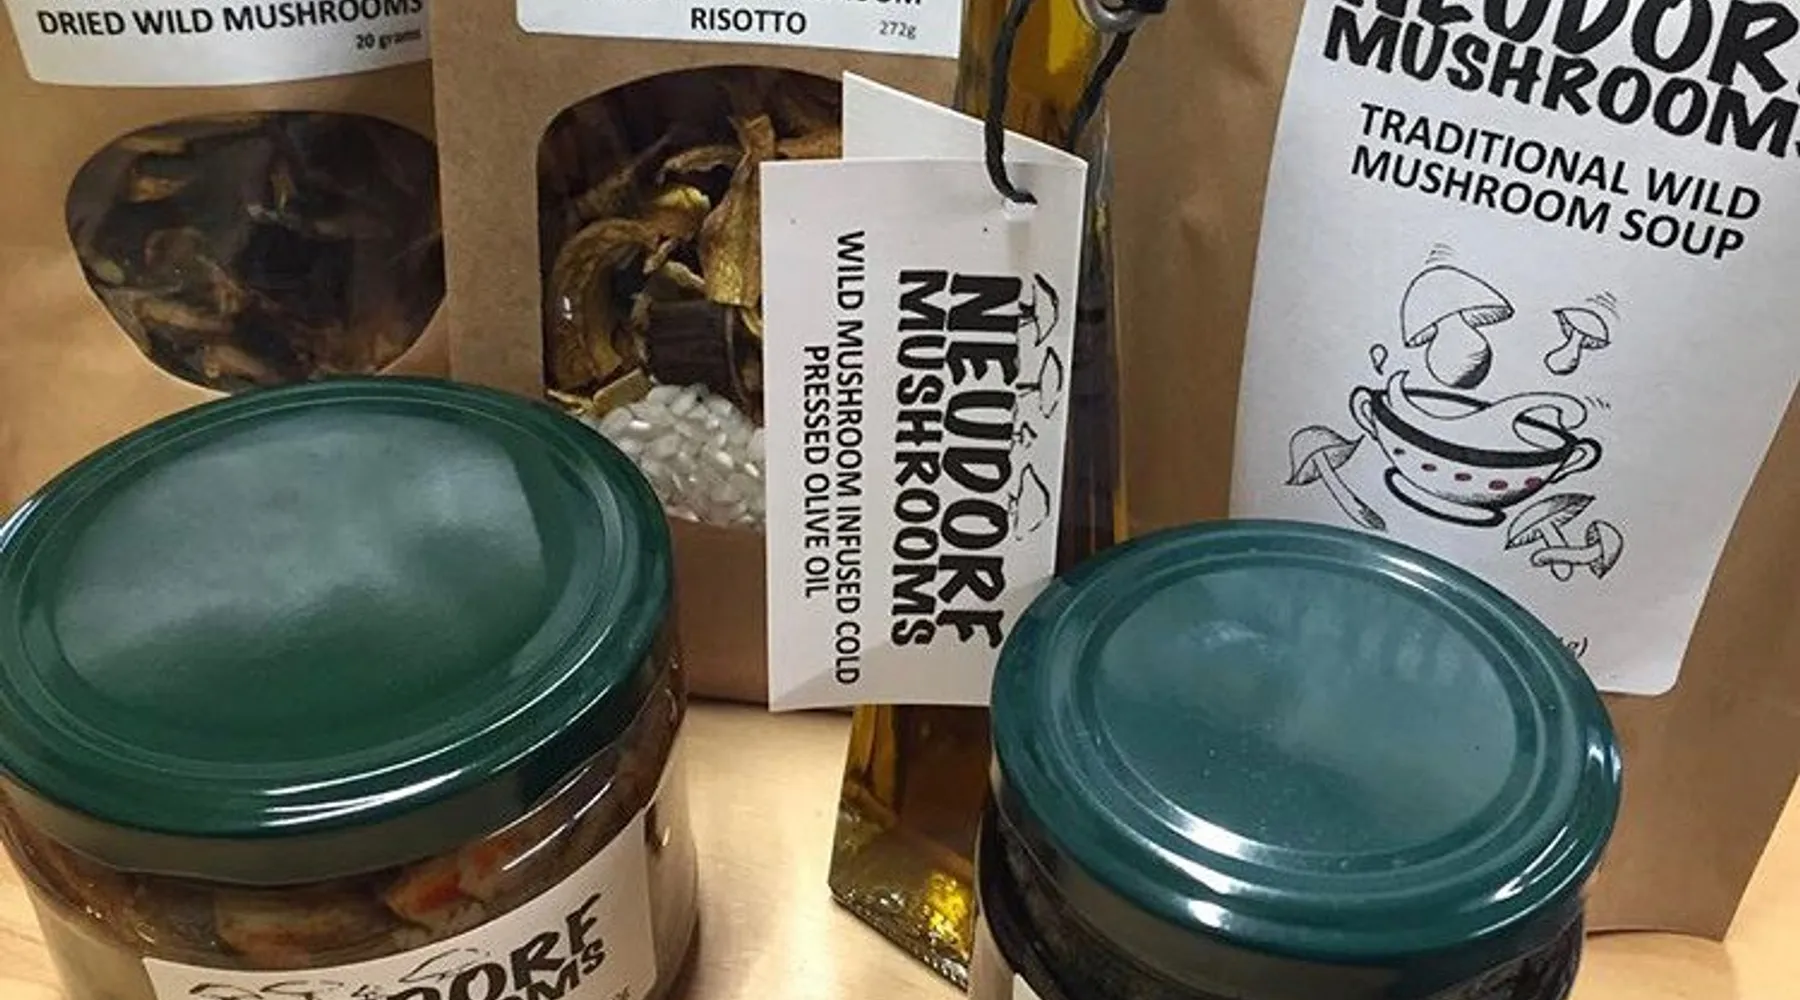 DRIED WILD MUSHROOMS
20 grams
RISOTTO
272g
NEUDORF
MUSHROOMS
WILD MUSHROOM INFUSED COLD
PRESSED OLIVE OIL
NEUDORF
MUSHROOMS
TRADITIONAL WILD
MUSHROOM SOUP